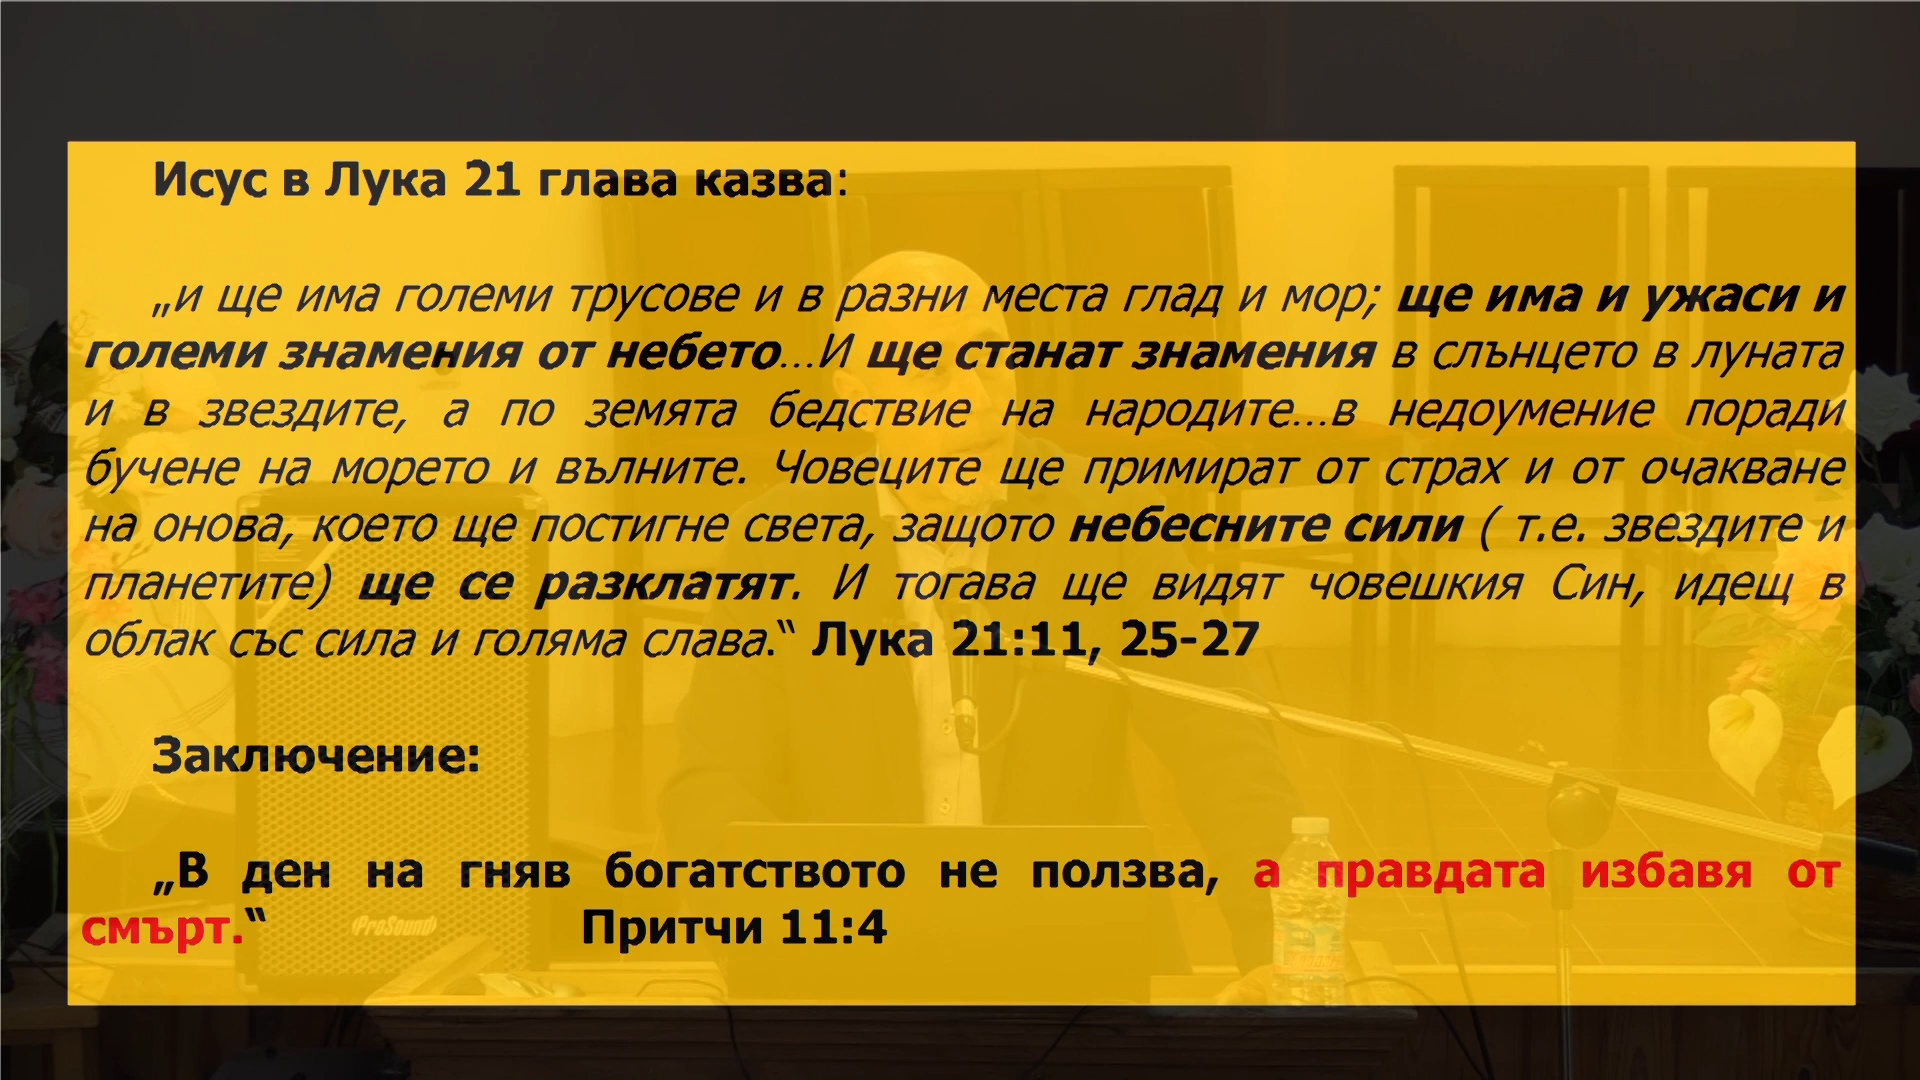 Исус в Лука 21 глава казва:
„и ще има големи трусове и в разни места глад и мор; ще има и ужаси и
големи знамения от небето…И ще станат знамения в слънцето в луната
и в звездите, а по земята бедствие на народите…в недоумение поради
бучене на морето и вълните. Човеците ще примират от страх и от очакване
на онова, което ще постигне света, защото небесните сили ( т.е. звездите и
планетите) ще се разклатят. И тогава ще видят човешкия Син, идещ в
облак със сила и голяма слава.“ Лука 21:11, 25-27
Заключение:
„В ден на гняв богатството не ползва, а правдата избавя от
смърт.“ Притчи 11:4
ProSound